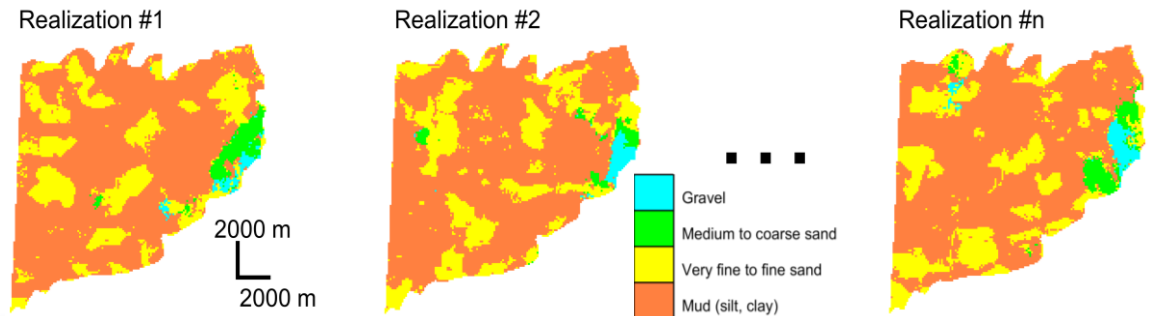 Realization #1
Realization #2
Realization #n
2000 m
2000 m
Gravel
Medium to coarse sand
Very fine to fine sand
Mud (silt, clay)